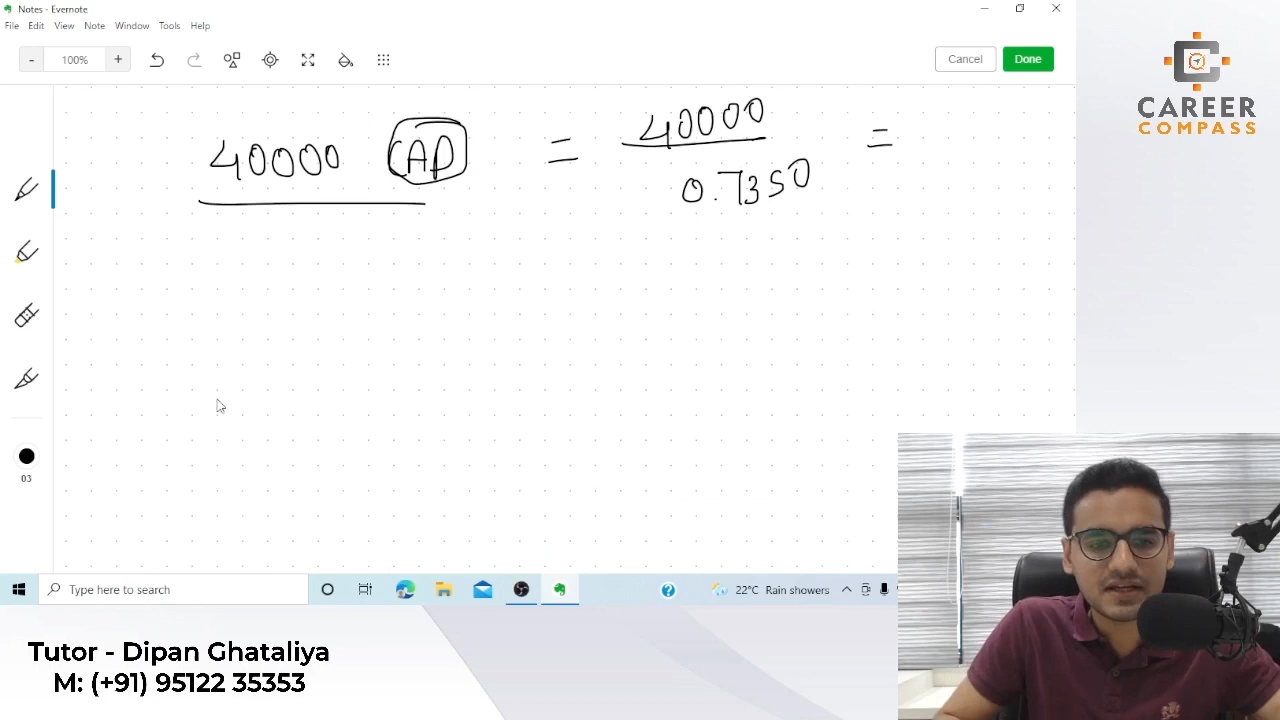 Notes - Evernote
File Edit View Note Window Tools Help
- 100% + Cancel Done
CAREER
COMPASS
40000 CAP = 40000 =
0.7350
03
Type here to search
22°C Rain showers
Tutor - Dipan Ghataliya
M: (+91) 95122 35353